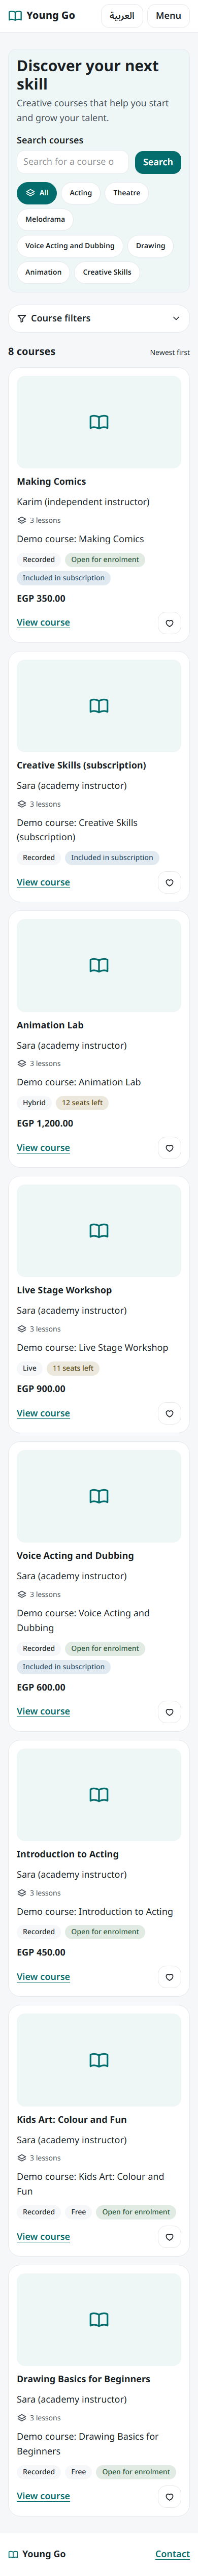 Young Go
العربية
Menu
Discover your next
skill
Creative courses that help you start
and grow your talent.
Search courses
Search for a course o
Search
All
Acting
Theatre
Melodrama
Voice Acting and Dubbing
Drawing
Animation
Creative Skills
Course filters
8 courses
Newest first
Making Comics
Karim (independent instructor)
3 lessons
Demo course: Making Comics
Recorded
Open for enrolment
Included in subscription
EGP 350.00
View course
Creative Skills (subscription)
Sara (academy instructor)
3 lessons
Demo course: Creative Skills
(subscription)
Recorded
Included in subscription
View course
Animation Lab
Sara (academy instructor)
3 lessons
Demo course: Animation Lab
Hybrid
12 seats left
EGP 1,200.00
View course
Live Stage Workshop
Sara (academy instructor)
3 lessons
Demo course: Live Stage Workshop
Live
11 seats left
EGP 900.00
View course
Voice Acting and Dubbing
Sara (academy instructor)
3 lessons
Demo course: Voice Acting and
Dubbing
Recorded
Open for enrolment
Included in subscription
EGP 600.00
View course
Introduction to Acting
Sara (academy instructor)
3 lessons
Demo course: Introduction to Acting
Recorded
Open for enrolment
EGP 450.00
View course
Kids Art: Colour and Fun
Sara (academy instructor)
3 lessons
Demo course: Kids Art: Colour and
Fun
Recorded
Free
Open for enrolment
View course
Drawing Basics for Beginners
Sara (academy instructor)
3 lessons
Demo course: Drawing Basics for
Beginners
Recorded
Free
Open for enrolment
View course
Young Go
Contact